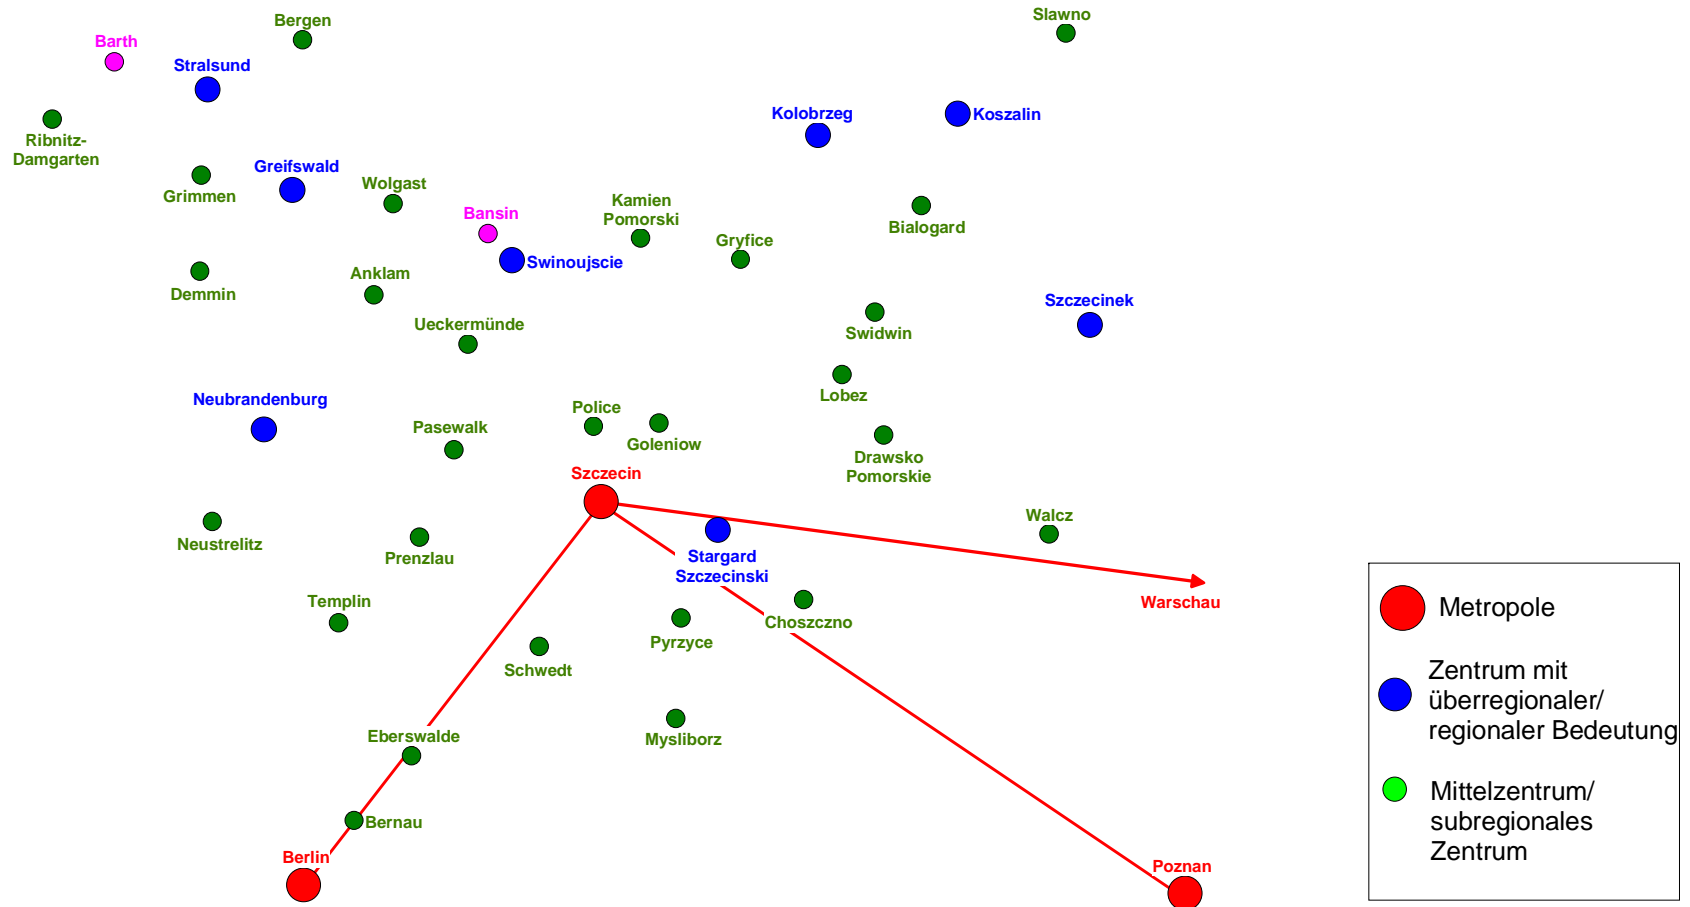 Slawno
Bergen
Barth
Stralsund
Kolobrzeg
Koszalin
Ribnitz-
Damgarten
Greifswald
Grimmen
Wolgast
Kamien
Pomorski
Bansin
Bialogard
Gryfice
Swinoujscie
Anklam
Demmin
Szczecinek
Ueckermünde
Swidwin
Lobez
Neubrandenburg
Police
Pasewalk
Goleniow
Drawsko
Pomorskie
Szczecin
Walcz
Neustrelitz
Prenzlau
Stargard
Szczecinski
Templin
Warschau
Choszczno
Pyrzyce
Schwedt
Eberswalde
Mysliborz
Bernau
Berlin
Poznan
Metropole
Zentrum mit
überregionaler/
regionaler Bedeutung
Mittelzentrum/
subregionales
Zentrum